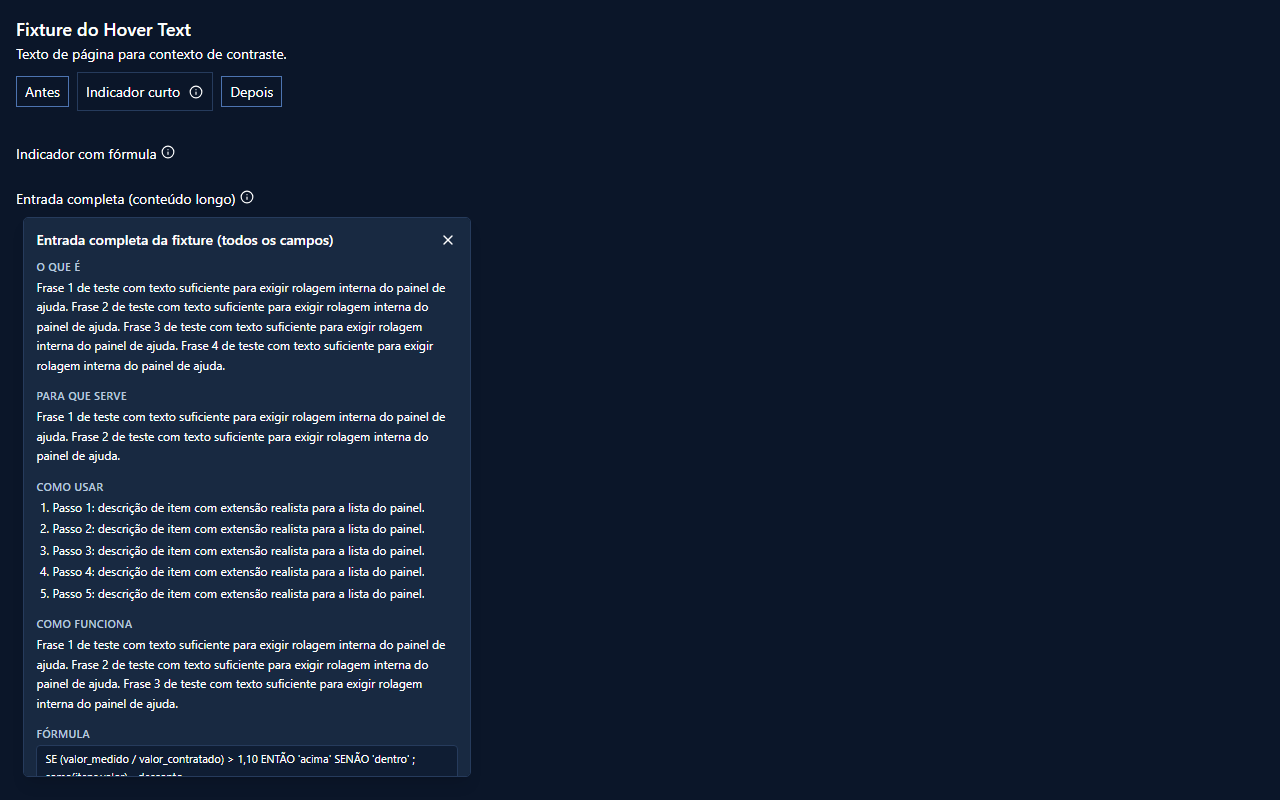 Fixture do Hover Text
Texto de página para contexto de contraste.
Antes
Indicador curto
Depois
Indicador com fórmula
Entrada completa (conteúdo longo)
Entrada completa da fixture (todos os campos)
O QUE É
Frase 1 de teste com texto suficiente para exigir rolagem interna do painel de
ajuda. Frase 2 de teste com texto suficiente para exigir rolagem interna do
painel de ajuda. Frase 3 de teste com texto suficiente para exigir rolagem
interna do painel de ajuda. Frase 4 de teste com texto suficiente para exigir
rolagem interna do painel de ajuda.
PARA QUE SERVE
Frase 1 de teste com texto suficiente para exigir rolagem interna do painel de
ajuda. Frase 2 de teste com texto suficiente para exigir rolagem interna do
painel de ajuda.
COMO USAR
1. Passo 1: descrição de item com extensão realista para a lista do painel.
2. Passo 2: descrição de item com extensão realista para a lista do painel.
3. Passo 3: descrição de item com extensão realista para a lista do painel.
4. Passo 4: descrição de item com extensão realista para a lista do painel.
5. Passo 5: descrição de item com extensão realista para a lista do painel.
COMO FUNCIONA
Frase 1 de teste com texto suficiente para exigir rolagem interna do painel de
ajuda. Frase 2 de teste com texto suficiente para exigir rolagem interna do
painel de ajuda. Frase 3 de teste com texto suficiente para exigir rolagem
interna do painel de ajuda.
FÓRMULA
SE (valor_medido / valor_contratado) > 1,10 ENTÃO 'acima' SENÃO 'dentro' ;